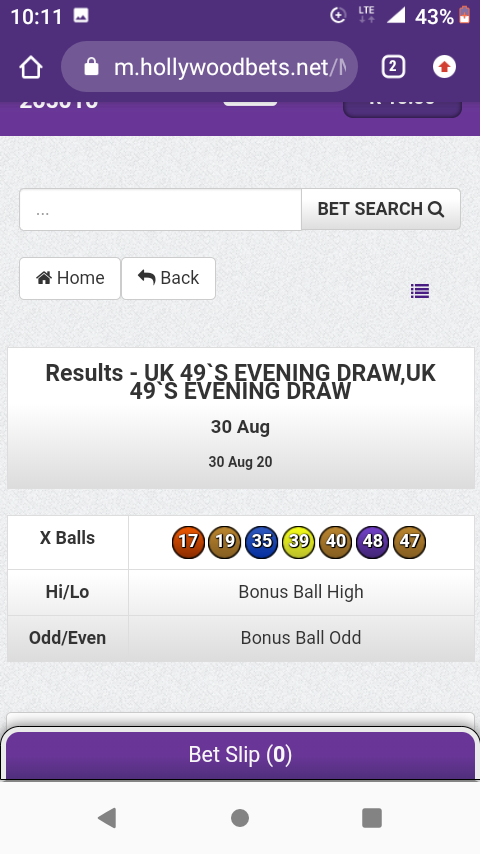 10:11
LTE
43%
m.hollywoodbets.net/
2
...
BET SEARCH
Home
Back
Results - UK 49`S EVENING DRAW,UK
49`S EVENING DRAW
30 Aug
30 Aug 20
X Balls 17 19 35 39 40 48 47
Hi/Lo Bonus Ball High
Odd/Even Bonus Ball Odd
Bet Slip (0)